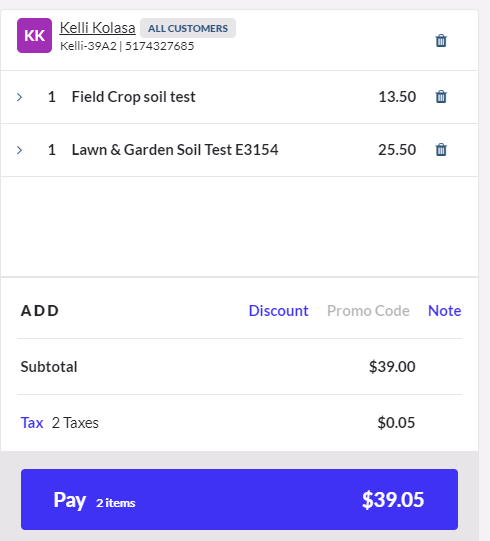 KK Kelli Kolasa ALL CUSTOMERS
Kelli-39A2 | 5174327685
1 Field Crop soil test 13.50
1 Lawn & Garden Soil Test E3154 25.50
ADD Discount Promo Code Note
Subtotal $39.00
Tax 2 Taxes $0.05
Pay 2 items $39.05